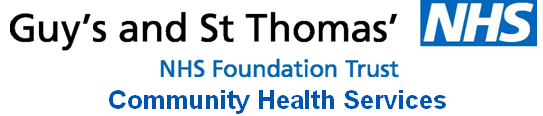 Guy's and St Thomas' NHS
NHS Foundation Trust
Community Health Services